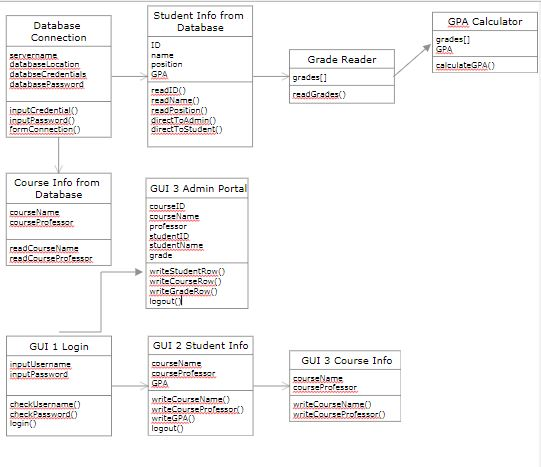 Database
Connection
servername
databaseLocation
databseCredentials
databasePassword
inputCredential()
inputPassword()
formConnection()
Student Info from
Database
ID
name
position
GPA
readID()
readName()
readPosition()
directToAdmin()
directToStudent()
Grade Reader
grades[]
readGrades()
GPA Calculator
grades[]
GPA
calculateGPA()
Course Info from
Database
courseName
courseProfessor
readCourseName
readCourseProfessor
GUI 3 Admin Portal
courseID
courseName
professor
studentID
studentName
grade
writeStudentRow()
writeCourseRow()
writeGradeRow()
logout()
GUI 1 Login
inputUsername
inputPassword
checkUsername()
checkPassword()
login()
GUI 2 Student Info
courseName
courseProfessor
GPA
writeCourseName()
writeCourseProfessor()
writeGPA()
logout()
GUI 3 Course Info
courseName
courseProfessor
writeCourseName()
writeCourseProfessor()